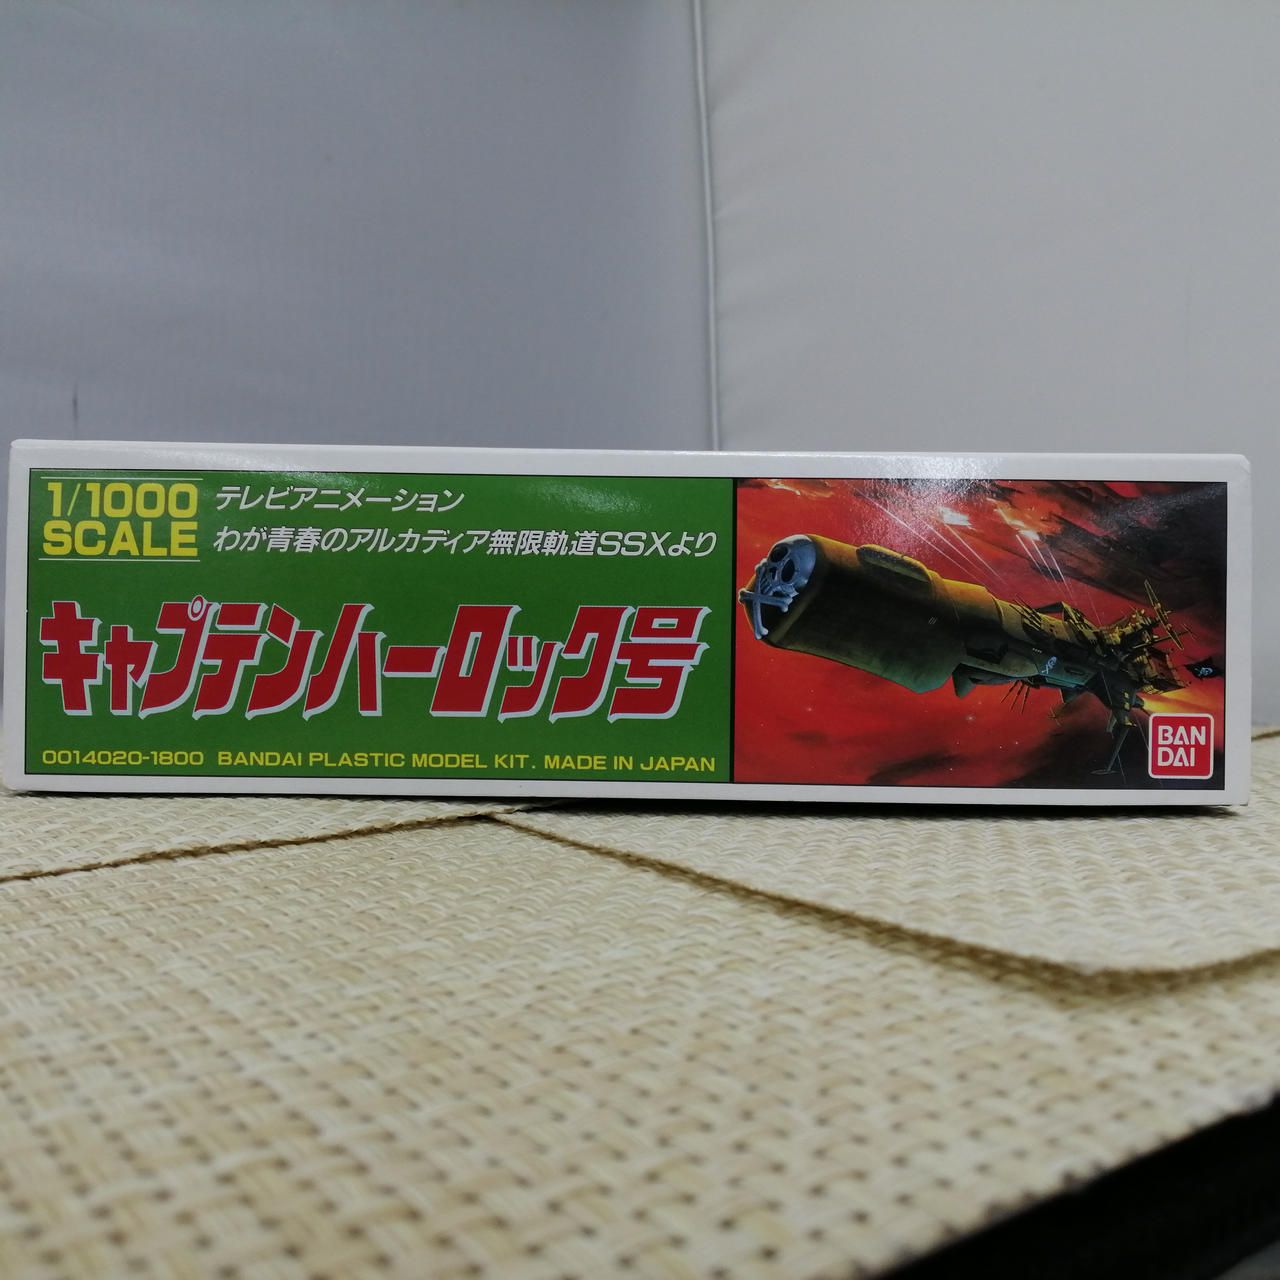 1/1000
SCALE
テレビアニメーション
わが青春のアルカディア無限軌道SSXより
キャプテンハーロック号
0014020-1800 BANDAI PLASTIC MODEL KIT. MADE IN JAPAN
BAN
DAI